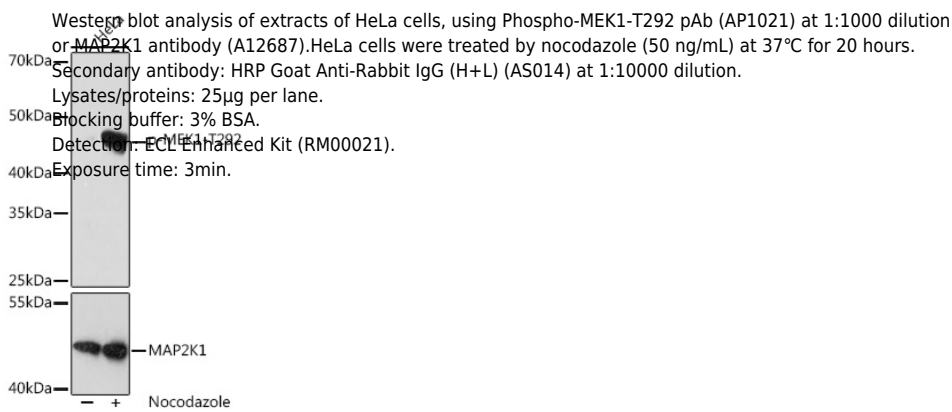 Western blot analysis of extracts of HeLa cells, using Phospho-MEK1-T292 pAb (AP1021) at 1:1000 dilution
or MAP2K1 antibody (A12687).HeLa cells were treated by nocodazole (50 ng/mL) at 37℃ for 20 hours.
Secondary antibody: HRP Goat Anti-Rabbit IgG (H+L) (AS014) at 1:10000 dilution.
Lysates/proteins: 25μg per lane.
Blocking buffer: 3% BSA.
Detection: ECL Enhanced Kit (RM00021).
Exposure time: 3min.
HeLa
70kDa
50kDa
p-MEK1-T292
40kDa
35kDa
25kDa
55kDa
MAP2K1
40kDa
− + Nocodazole